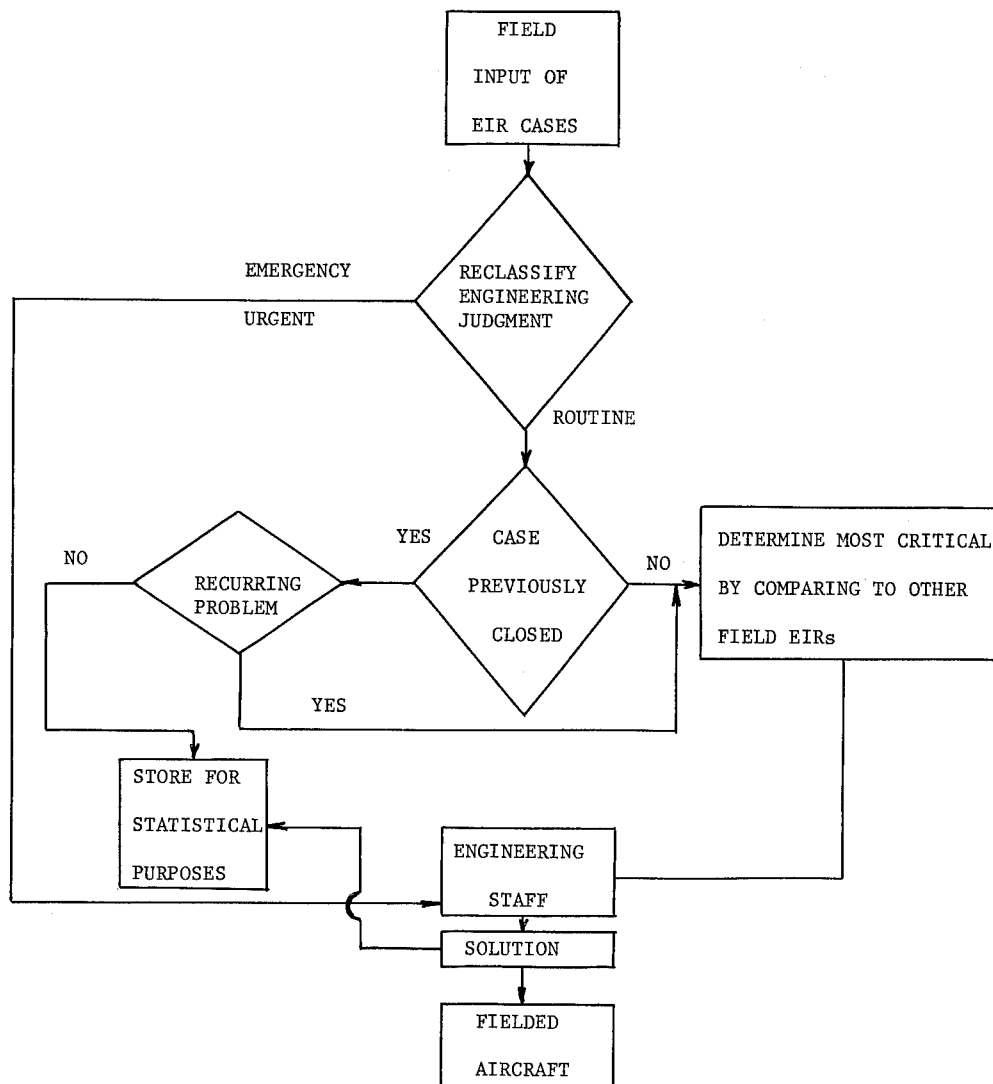 FIELD
INPUT OF
EIR CASES
EMERGENCY
URGENT
RECLASSIFY
ENGINEERING
JUDGMENT
ROUTINE
YES
CASE
PREVIOUSLY
CLOSED
NO
NO
RECURRING
PROBLEM
YES
DETERMINE MOST CRITICAL
BY COMPARING TO OTHER
FIELD EIRs
STORE FOR
STATISTICAL
PURPOSES
ENGINEERING
STAFF
SOLUTION
FIELDED
AIRCRAFT